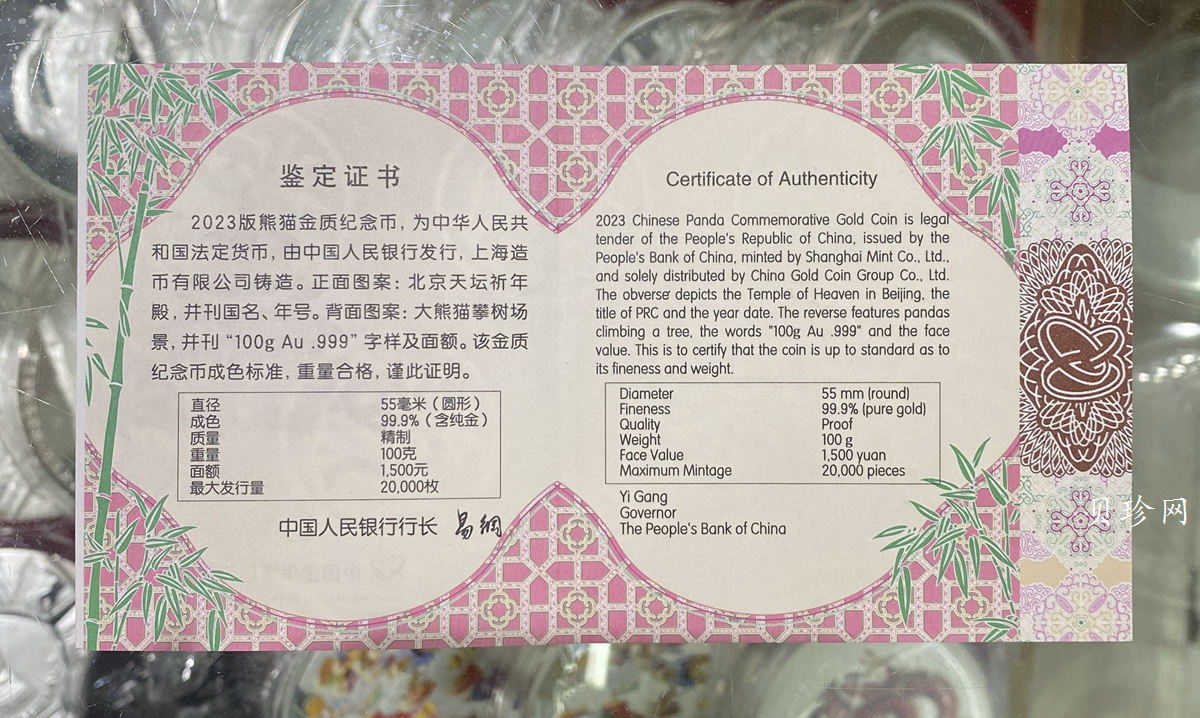 鉴定证书
2023版熊猫金质纪念币，为中华人民共
和国法定货币，由中国人民银行发行，上海造
币有限公司铸造。正面图案：北京天坛祈年
殿，并刊国名、年号。背面图案：大熊猫攀树场
景，并刊“100g Au .999”字样及面额。该金质
纪念币成色标准，重量合格，谨此证明。
直径 55毫米（圆形）
成色 99.9%（含纯金）
质量 精制
重量 100克
面额 1,500元
最大发行量 20,000枚
中国人民银行行长 易纲
Certificate of Authenticity
2023 Chinese Panda Commemorative Gold Coin is legal
tender of the People's Republic of China, issued by the
People's Bank of China, minted by Shanghai Mint Co., Ltd.,
and solely distributed by China Gold Coin Group Co., Ltd.
The obverse depicts the Temple of Heaven in Beijing, the
title of PRC and the year date. The reverse features pandas
climbing a tree, the words "100g Au .999" and the face
value. This is to certify that the coin is up to standard as to
its fineness and weight.
Diameter 55 mm (round)
Fineness 99.9% (pure gold)
Quality Proof
Weight 100 g
Face Value 1,500 yuan
Maximum Mintage 20,000 pieces
Yi Gang
Governor
The People's Bank of China
贝珍网